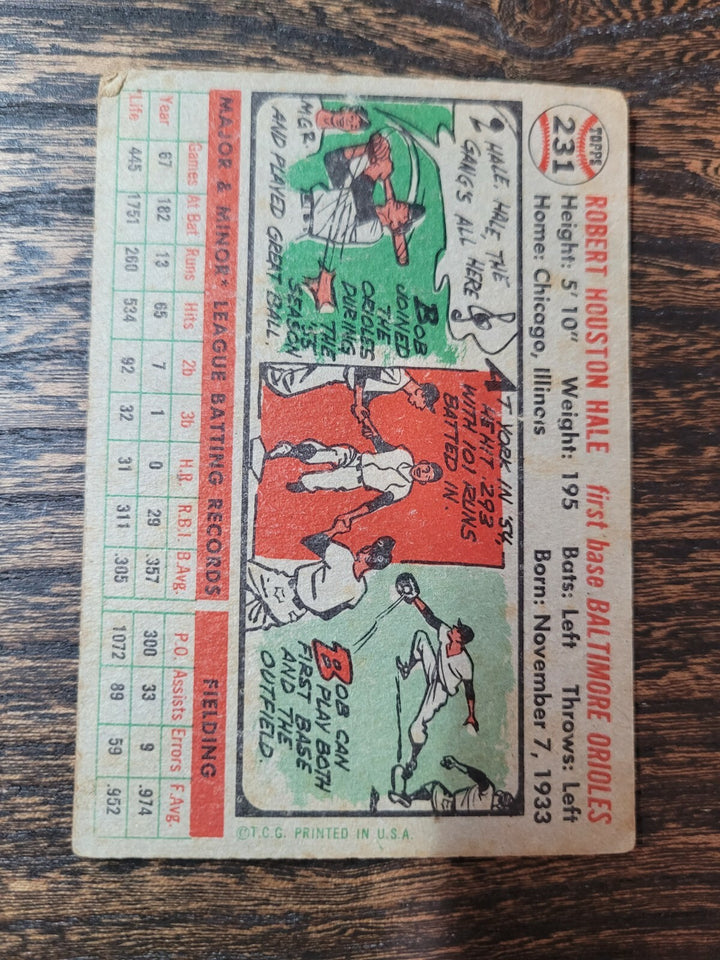 TOPPS
231
ROBERT HOUSTON HALE first base BALTIMORE ORIOLES
Height: 5' 10" Weight: 195 Bats: Left Throws: Left
Home: Chicago, Illinois Born: November 7, 1933
HALE, HALE, THE
GANG'S ALL HERE
MGR
BOB
JOINED
THE
ORIOLES
DURING
THE
'55
SEASON
AND PLAYED GREAT
BALL.
AT YORK IN '54,
HE HIT .293
WITH 101 RUNS
BATTED IN.
BOB CAN
PLAY BOTH
FIRST BASE
AND THE
OUTFIELD.
©T.C.G. PRINTED IN U.S.A.
MAJOR & MINOR* LEAGUE BATTING RECORDS FIELDING
Games At Bat Runs Hits 2b 3b H.R. R.B.I. B.Avg. P.O. Assists Errors F.Avg.
Year 67 182 13 65 7 1 0 29 .357 300 33 9 .974
Life 445 1751 260 534 92 32 31 311 .305 1072 89 59 .952